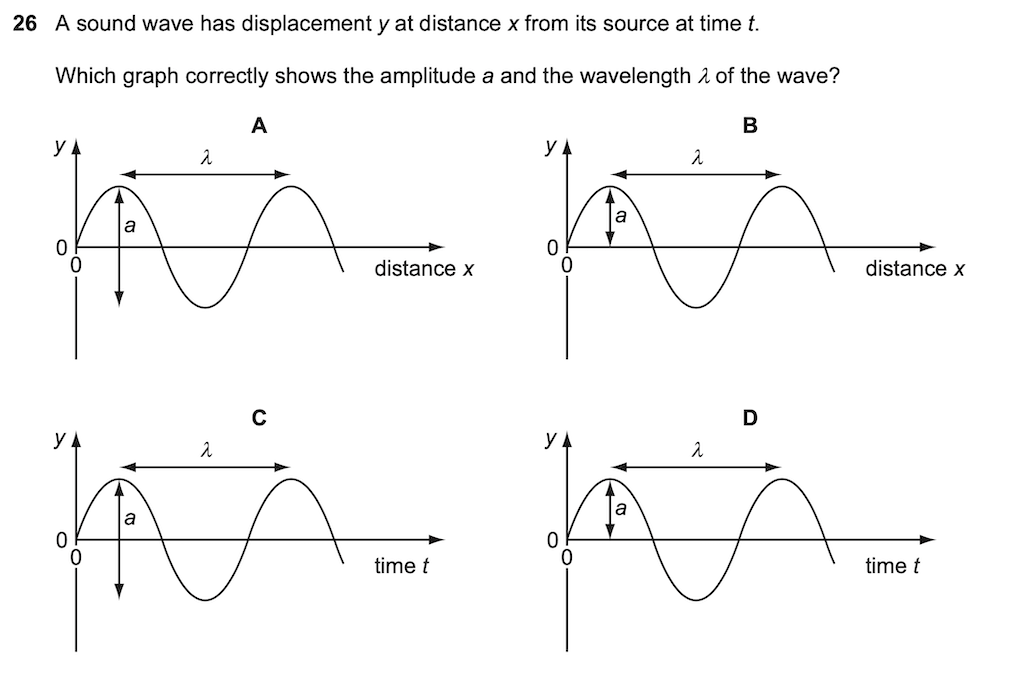 26 A sound wave has displacement y at distance x from its source at time t.
Which graph correctly shows the amplitude a and the wavelength λ of the wave?
A
y
λ
a
0
0
distance x
B
y
λ
a
0
0
distance x
C
y
λ
a
0
0
time t
D
y
λ
a
0
0
time t